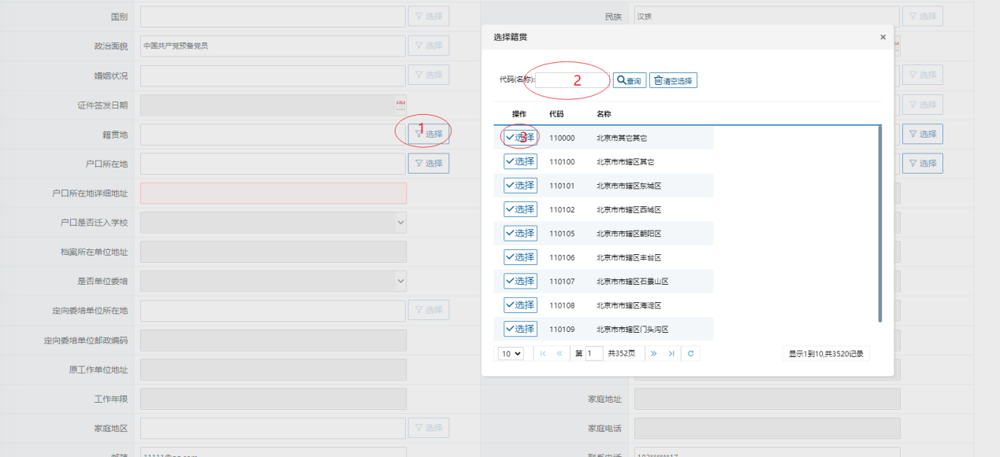 国别 选择 民族 汉族 选择
政治面貌 中国共产党预备党员 选择
婚姻状况 选择 选择
证件签发日期 选择
籍贯地 1 选择 选择
户口所在地 选择 选择
户口所在地详细地址
户口是否迁入学校
档案所在单位地址
是否单位委培
定向委培单位所在地 选择
定向委培单位邮政编码
原工作单位地址
工作年限 家庭地址
家庭地区 选择 家庭电话
邮箱 11111@qq.com 联系电话 183******17
选择籍贯 ×
代码(名称): 2 查询 清空选择
操作 代码 名称
选择 3 110000 北京市其它其它
选择 110100 北京市市辖区其它
选择 110101 北京市市辖区东城区
选择 110102 北京市市辖区西城区
选择 110105 北京市市辖区朝阳区
选择 110106 北京市市辖区丰台区
选择 110107 北京市市辖区石景山区
选择 110108 北京市市辖区海淀区
选择 110109 北京市市辖区门头沟区
10 第 1 共352页 显示1到10,共3520记录